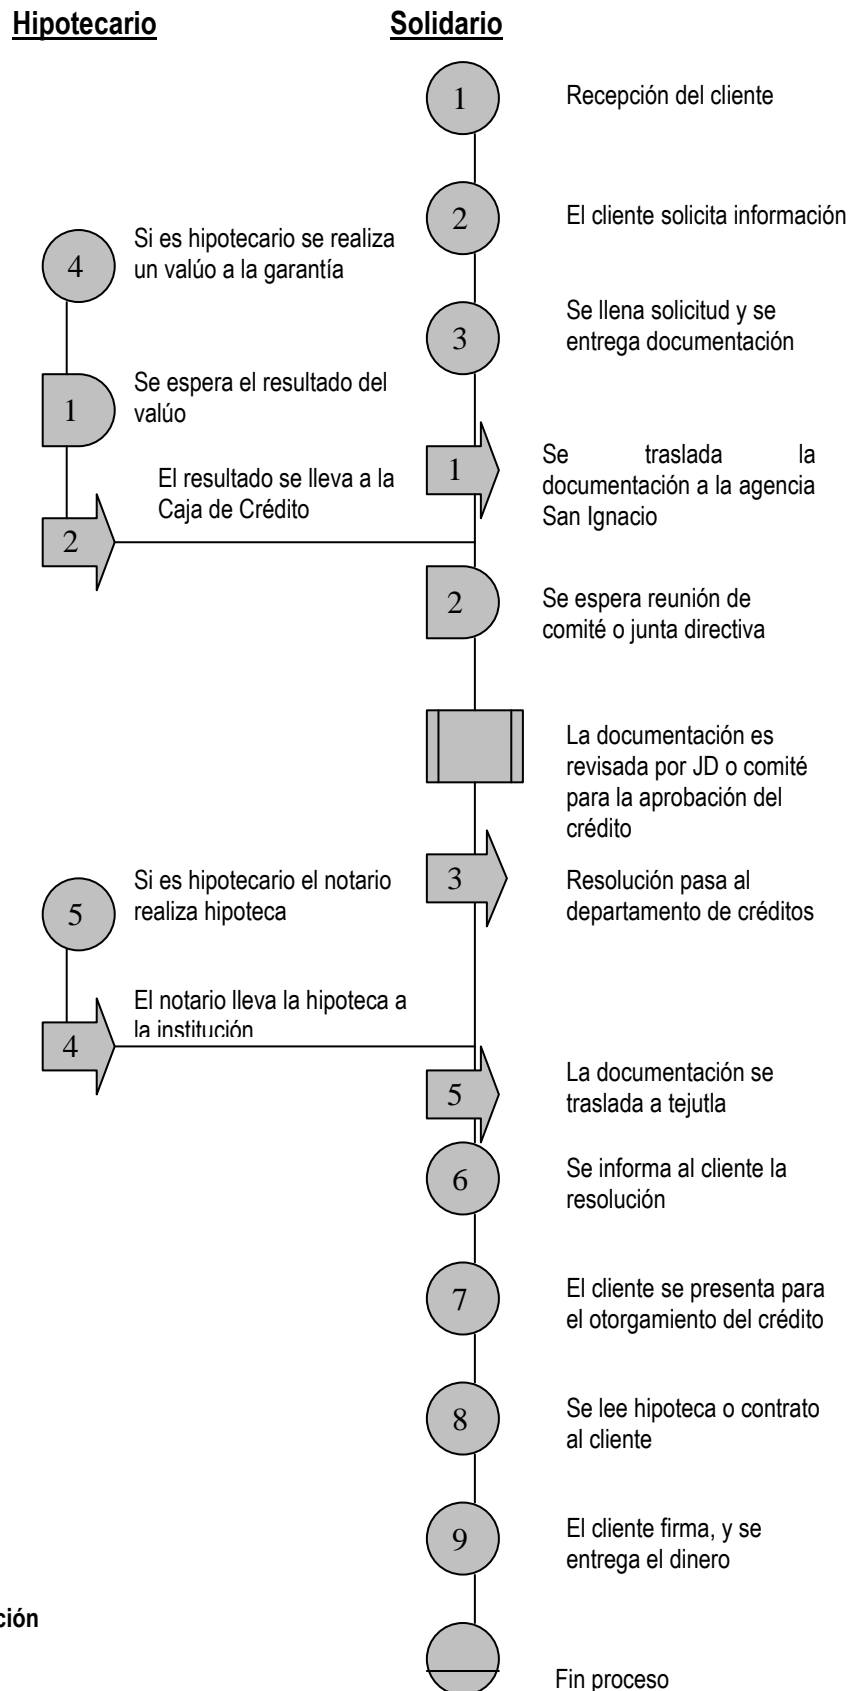 Hipotecario
Solidario
1
Recepción del cliente
2
El cliente solicita información
4
Si es hipotecario se realiza
un valúo a la garantía
3
Se llena solicitud y se
entrega documentación
1
Se espera el resultado del
valúo
1
Se traslada la
documentación a la agencia
San Ignacio
2
El resultado se lleva a la
Caja de Crédito
2
Se espera reunión de
comité o junta directiva
La documentación es
revisada por JD o comité
para la aprobación del
crédito
3
Resolución pasa al
departamento de créditos
5
Si es hipotecario el notario
realiza hipoteca
4
El notario lleva la hipoteca a
la institución
5
La documentación se
traslada a tejutla
6
Se informa al cliente la
resolución
7
El cliente se presenta para
el otorgamiento del crédito
8
Se lee hipoteca o contrato
al cliente
9
El cliente firma, y se
entrega el dinero
ción
Fin proceso